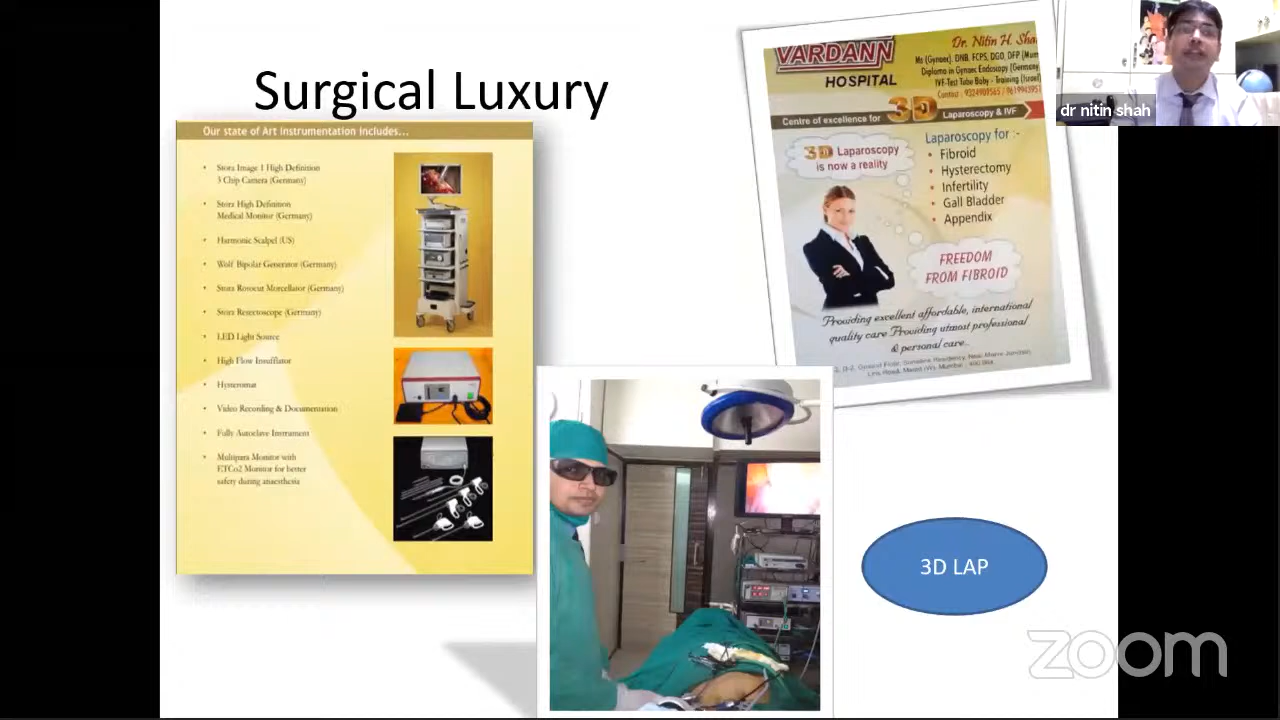 Surgical Luxury
Our state of Art instrumentation includes...
• Storz Image 1 High Definition
3 Chip Camera (Germany)
• Storz High Definition
Medical Monitor (Germany)
• Harmonic Scalpel (US)
• Wolf Bipolar Generator (Germany)
• Storz Rotocut Morcellator (Germany)
• Storz Resectoscope (Germany)
• LED Light Source
• High Flow Insufflator
• Hysteromat
• Video Recording & Documentation
• Fully Autoclave Instrument
• Multipara Monitor with
ETCo2 Monitor for better
safety during anaesthesia
VARDANN
HOSPITAL
Dr. Nitin H. Sha
Ms (Gynaec), DNB, FCPS, DGO, DFP (Mum
Diploma in Gynaec Endoscopy (Germany
IVF-Test Tube Baby - Training (Israel)
Centre of excellence for 3D Laparoscopy & IVF
3D Laparoscopy
is now a reality
Laparoscopy for :-
• Fibroid
• Hysterectomy
• Infertility
• Gall Bladder
• Appendix
FREEDOM
FROM FIBROID
Providing excellent affordable, international
quality care Providing utmost professional
& personal care...
3D LAP
dr nitin shah
zoom